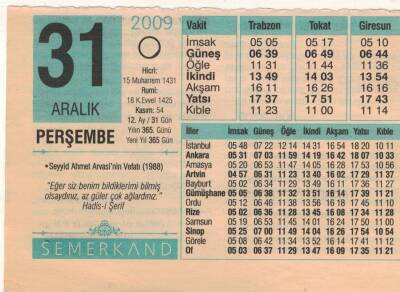 2009
31
ARALIK
PERŞEMBE
Hicri:
15 Muharrem 1431
Rumi:
18 K.Evvel 1425
Kasım: 54
12. Ay / 31 Gün
Yılın 365. Günü
Yeni Yıl 365. Gün
•Seyyid Ahmet Arvasi'nin Vefatı (1988)
"Eğer siz benim bildiklerimi bilmiş
olsaydınız, az güler çok ağlardınız."
Hadis-i Şerif
SEMERKAND
Vakit Trabzon Tokat Giresun
İmsak 05 05 05 17 05 10
Güneş 06 39 06 49 06 44
Öğle 11 31 11 44 11 36
İkindi 13 49 14 03 13 54
Akşam 16 11 16 26 16 16
Yatsı 17 37 17 51 17 43
Kıble 11 23 11 00 11 14
İller İmsak Güneş Öğle İkindi Akşam Yatsı Kıble
İstanbul 05 48 07 22 12 14 14 31 16 54 18 20 10 11
Ankara 05 31 07 03 11 59 14 19 16 42 18 07 10 33
Amasya 05 20 06 53 11 47 14 05 16 28 17 53 10 56
Artvin 04 57 06 31 11 23 13 40 16 02 17 29 11 37
Bayburt 05 02 06 34 11 29 13 48 16 11
Gümüşhane 05 05 06 38 11 32 13 51 16 14 17 39 11 21
Ordu 05 12 06 46 11 38 13 56 16 18
Rize 05 02 06 36 11 28 13 45 16 08 17 34 11 28
Samsun 05 19 06 53 11 45 14 01 16 24 17 50 11 00
Sinop 05 25 07 00 11 49 14 04 16 26 17 54 10 54
Görele 05 08 06 42 11 34 13 52 16 14 17 41 11 12
Of 05 03 06 37 11 29 13 47 16 09 17 35 11 25